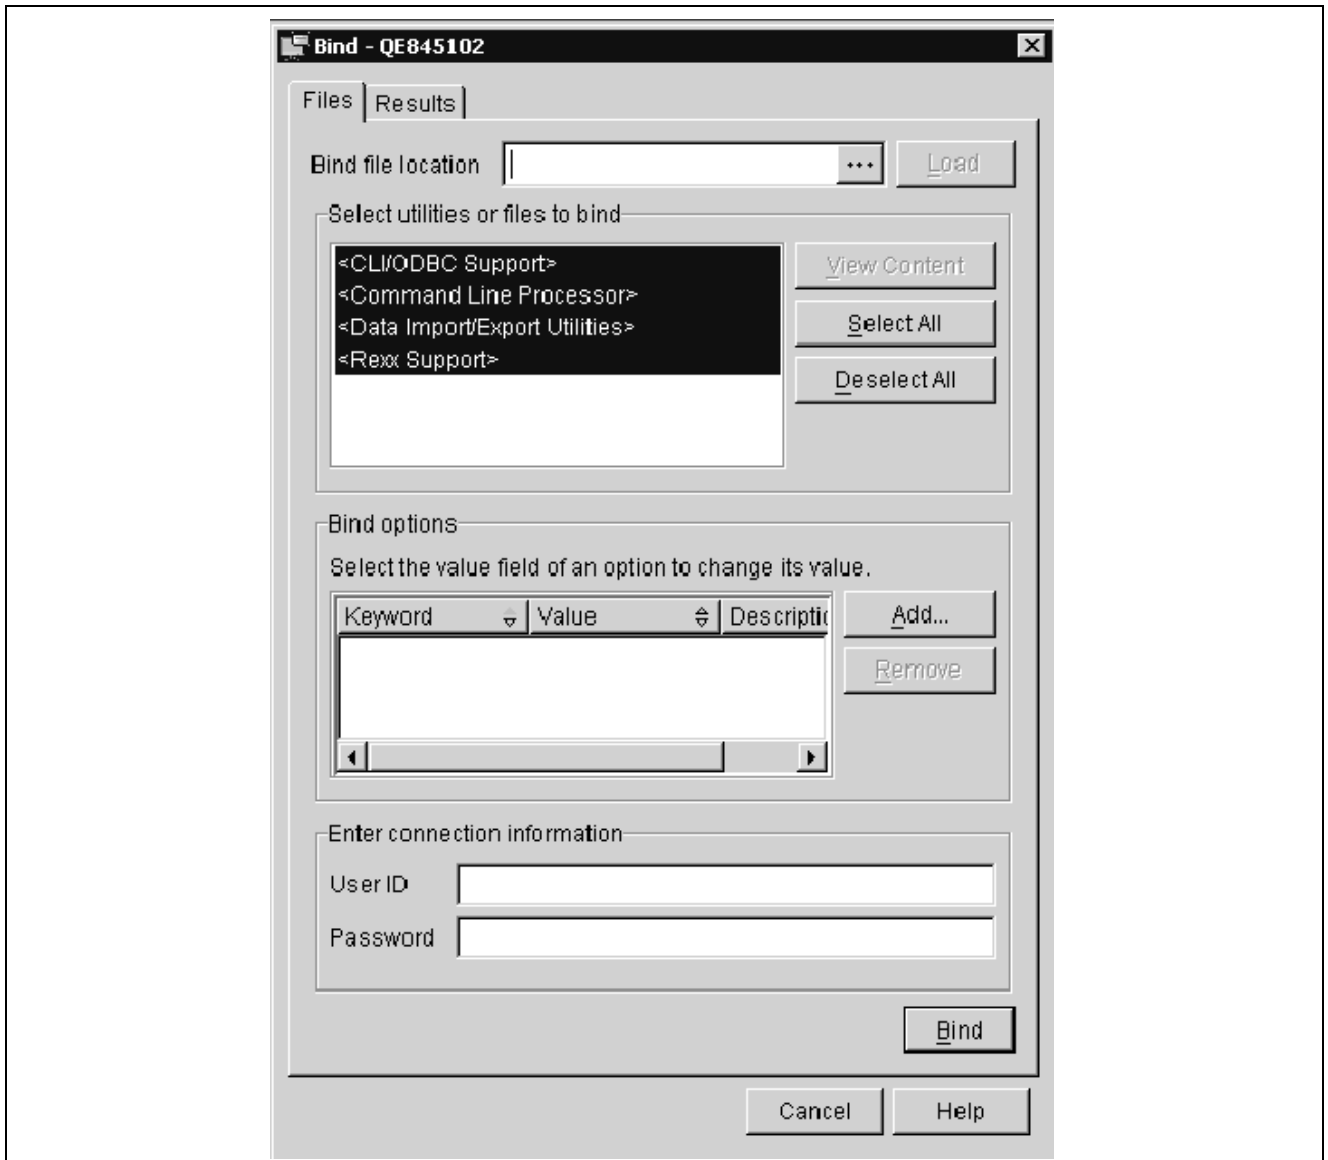 Bind - QE845102
Files Results
Bind file location ... Load
Select utilities or files to bind
<CLI/ODBC Support>
<Command Line Processor>
<Data Import/Export Utilities>
<Rexx Support>
View Content
Select All
Deselect All
Bind options
Select the value field of an option to change its value.
Keyword Value Descriptio
Add...
Remove
Enter connection information
User ID
Password
Bind
Cancel Help